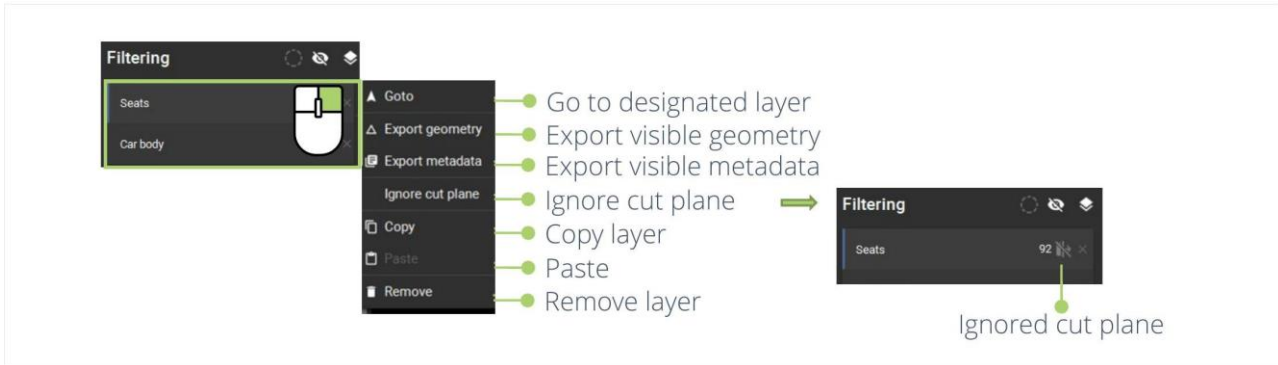 Filtering
Seats
Car body
Goto
Export geometry
Export metadata
Ignore cut plane
Copy
Paste
Remove
Go to designated layer
Export visible geometry
Export visible metadata
Ignore cut plane
Copy layer
Paste
Remove layer
Filtering
Seats 92
Ignored cut plane